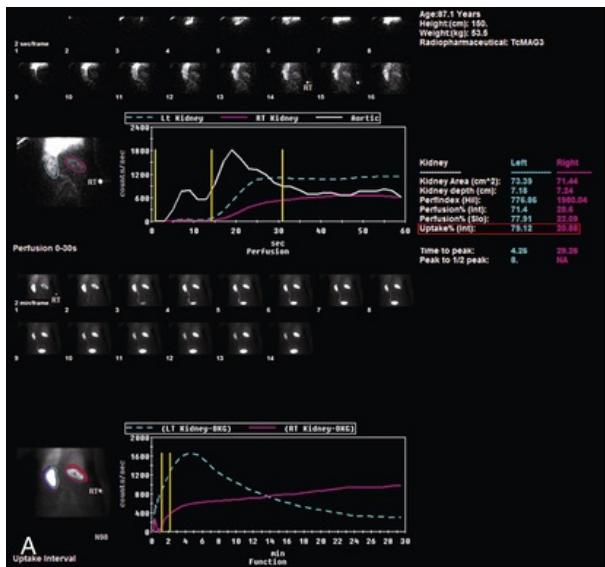 Age:87.1 Years
Height:(cm): 150.
Weight:(kg): 53.5
Radiopharmaceutical: TcMAG3
2 sec/frame
1 2 3 4 5 6 7 8
9 10 11 12 13 14 15 16
RT
Lt Kidney RT Kidney Aortic
counts/sec
2400
1800
1200
600
0
0 10 20 30 40 50 60
sec
Perfusion
RT
Perfusion 0-30s
Kidney Left Right
Kidney Area (cm^2): 73.39 71.44
Kidney depth (cm): 7.18 7.24
Perfindex (Hil): 776.86 1980.04
Perfusion% (Int): 71.4 28.6
Perfusion% (Slo): 77.91 22.09
Uptake% (Int): 79.12 20.88
Time to peak: 4.26 29.26
Peak to 1/2 peak: 8. NA
2 min/frame
RT
1 2 3 4 5 6 7 8
9 10 11 12 13 14
(LT Kidney-BKG) (RT Kidney-BKG)
counts/sec
2000
1600
1200
800
400
0
0 2 4 6 8 10 12 14 16 18 20 22 24 26 28 30
min
Function
RT
A
N98
Uptake Interval